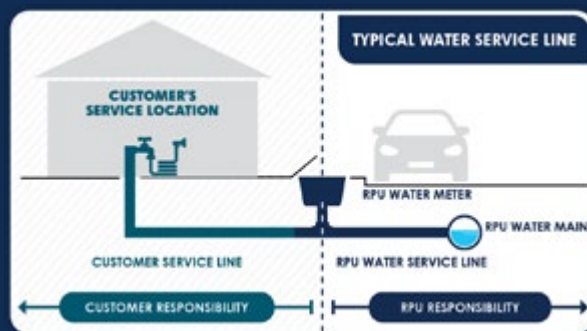 TYPICAL WATER SERVICE LINE
CUSTOMER'S
SERVICE LOCATION
RPU WATER METER
RPU WATER MAIN
CUSTOMER SERVICE LINE
RPU WATER SERVICE LINE
CUSTOMER RESPONSIBILITY
RPU RESPONSIBILITY